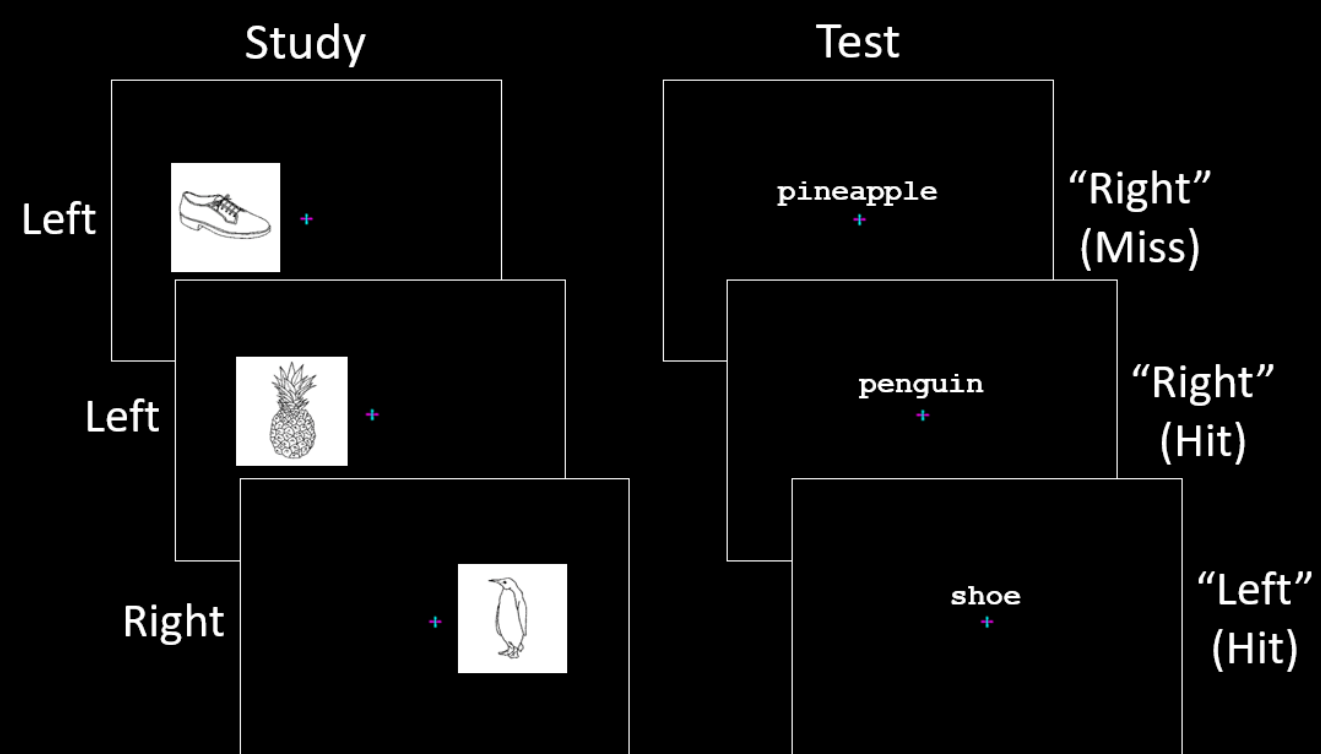 Study
Left
Left
Right
Test
pineapple
“Right”
(Miss)
penguin
“Right”
(Hit)
shoe
“Left”
(Hit)